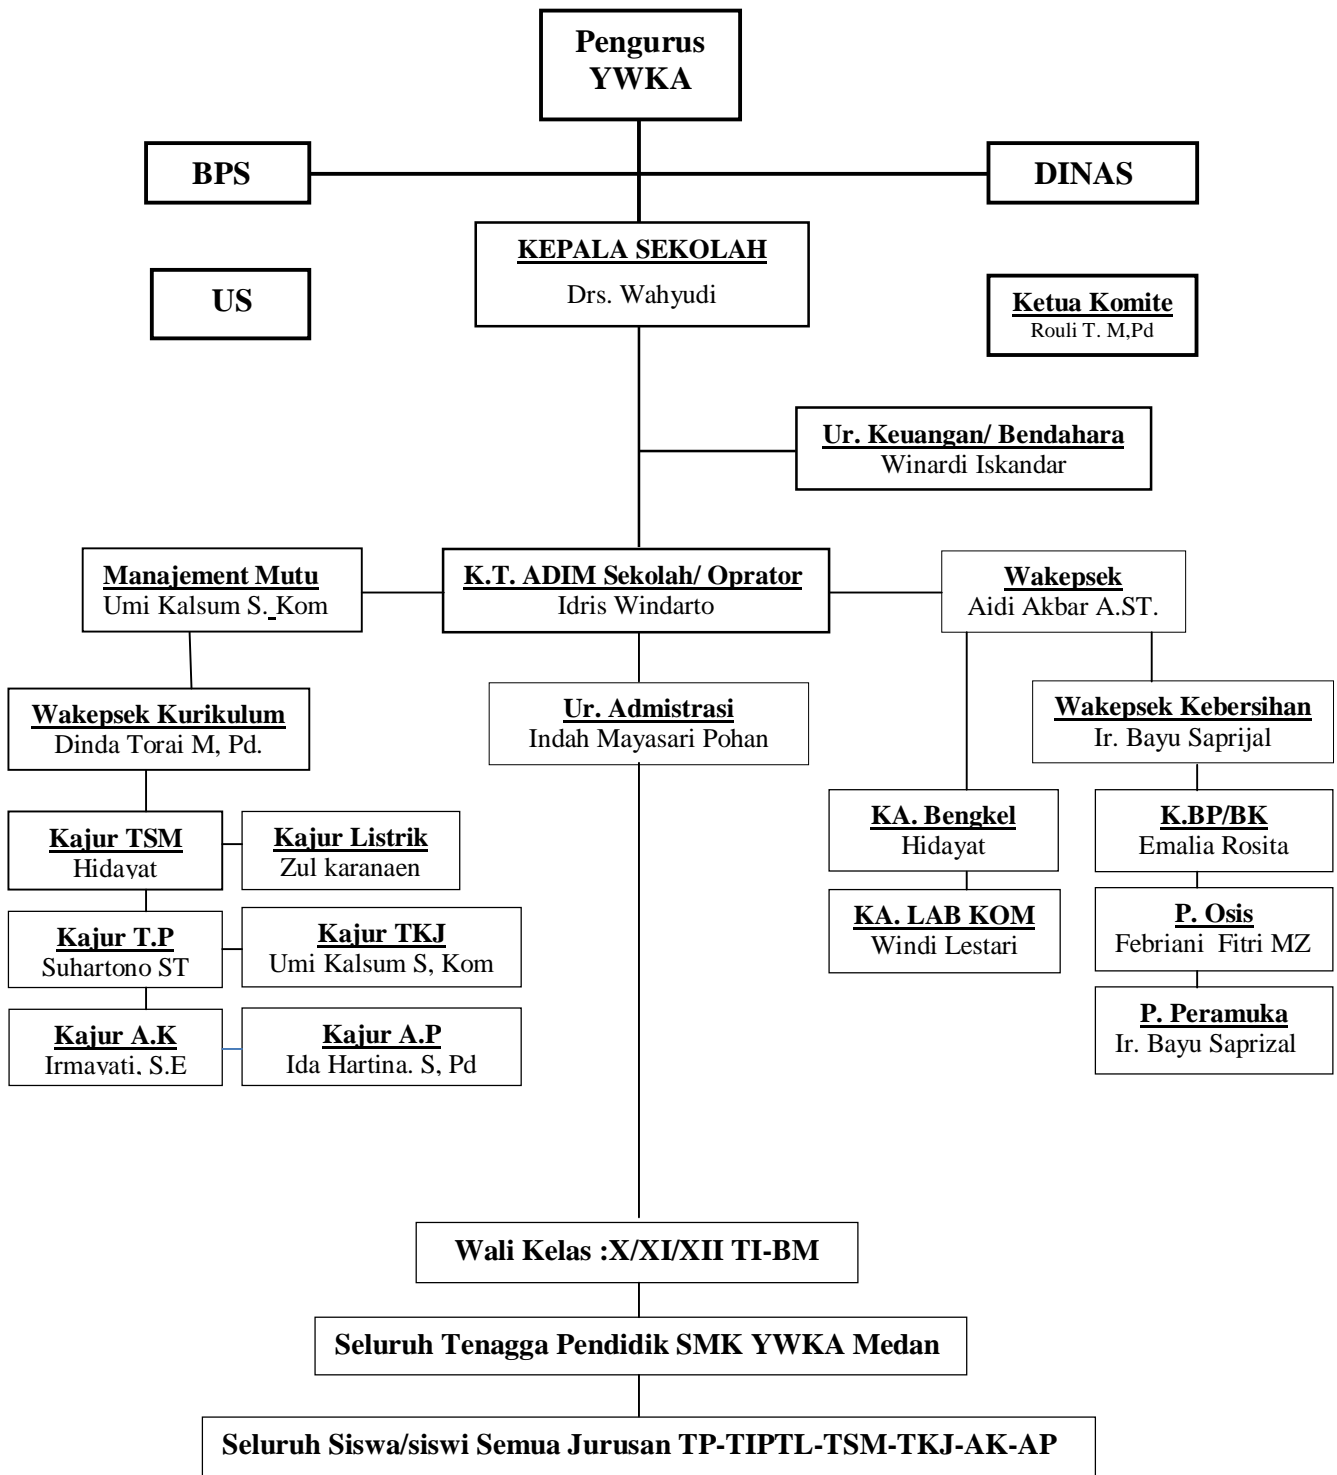 Pengurus
YWKA
BPS
DINAS
KEPALA SEKOLAH
Drs. Wahyudi
US
Ketua Komite
Rouli T. M,Pd
Ur. Keuangan/ Bendahara
Winardi Iskandar
Manajement Mutu
Umi Kalsum S. Kom
K.T. ADIM Sekolah/ Oprator
Idris Windarto
Wakepsek
Aidi Akbar A.ST.
Wakepsek Kurikulum
Dinda Torai M, Pd.
Ur. Admistrasi
Indah Mayasari Pohan
Wakepsek Kebersihan
Ir. Bayu Saprijal
Kajur TSM
Hidayat
Kajur Listrik
Zul karanaen
KA. Bengkel
Hidayat
K.BP/BK
Emalia Rosita
Kajur T.P
Suhartono ST
Kajur TKJ
Umi Kalsum S, Kom
KA. LAB KOM
Windi Lestari
P. Osis
Febriani  Fitri MZ
Kajur A.K
Irmayati, S.E
Kajur A.P
Ida Hartina. S, Pd
P. Peramuka
Ir. Bayu Saprizal
Wali Kelas :X/XI/XII TI-BM
Seluruh Tenagga Pendidik SMK YWKA Medan
Seluruh Siswa/siswi Semua Jurusan TP-TIPTL-TSM-TKJ-AK-AP